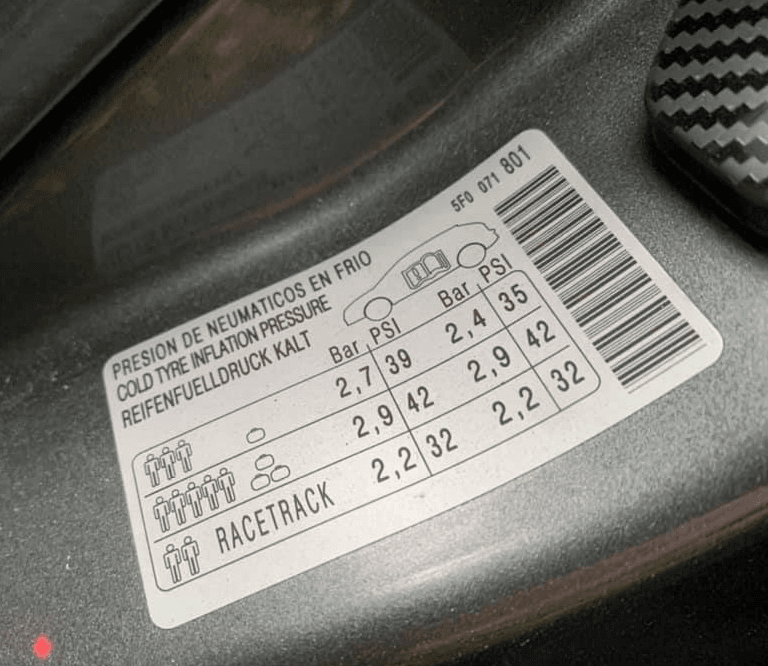 5F0 071 801
PRESION DE NEUMATICOS EN FRIO
COLD TYRE INFLATION PRESSURE
REIFENFUELLDRUCK KALT
Bar PSI Bar PSI
2,7 39 2,4 35
2,9 42 2,9 42
RACETRACK 2,2 32 2,2 32